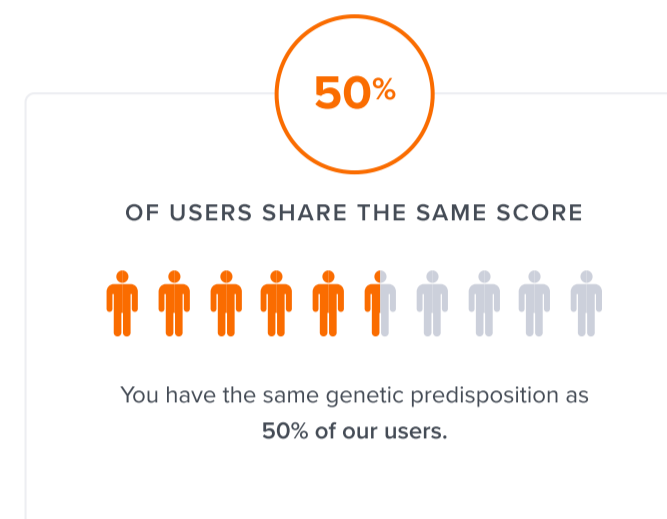 50%
OF USERS SHARE THE SAME SCORE
You have the same genetic predisposition as
50% of our users.